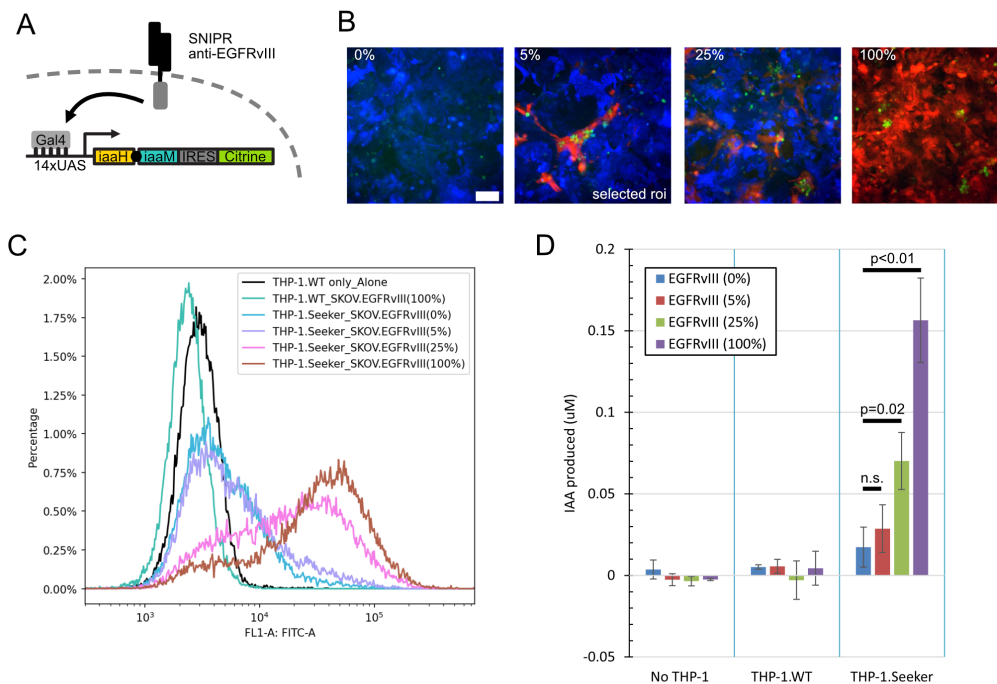 A
SNIPR
anti-EGFRvIII
Gal4
14xUAS
iaaH
iaaM
IRES
Citrine
B
0%
5%
25%
100%
selected roi
C
2.00%
1.75%
1.50%
1.25%
1.00%
0.75%
0.50%
0.25%
0.00%
Percentage
THP-1.WT only_Alone
THP-1.WT_SKOV.EGFRvIII(100%)
THP-1.Seeker_SKOV.EGFRvIII(0%)
THP-1.Seeker_SKOV.EGFRvIII(5%)
THP-1.Seeker_SKOV.EGFRvIII(25%)
THP-1.Seeker_SKOV.EGFRvIII(100%)
10³
10⁴
10⁵
FL1-A: FITC-A
D
0.2
0.15
0.1
0.05
0
-0.05
IAA produced (uM)
EGFRvIII (0%)
EGFRvIII (5%)
EGFRvIII (25%)
EGFRvIII (100%)
p<0.01
p=0.02
n.s.
No THP-1
THP-1.WT
THP-1.Seeker